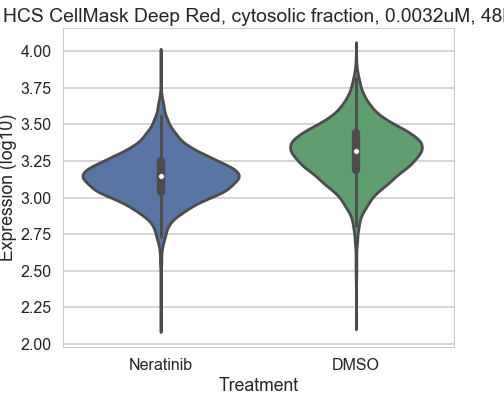 HCS CellMask Deep Red, cytosolic fraction, 0.0032uM, 48
Expression (log10)
4.00
3.75
3.50
3.25
3.00
2.75
2.50
2.25
2.00
Neratinib DMSO
Treatment